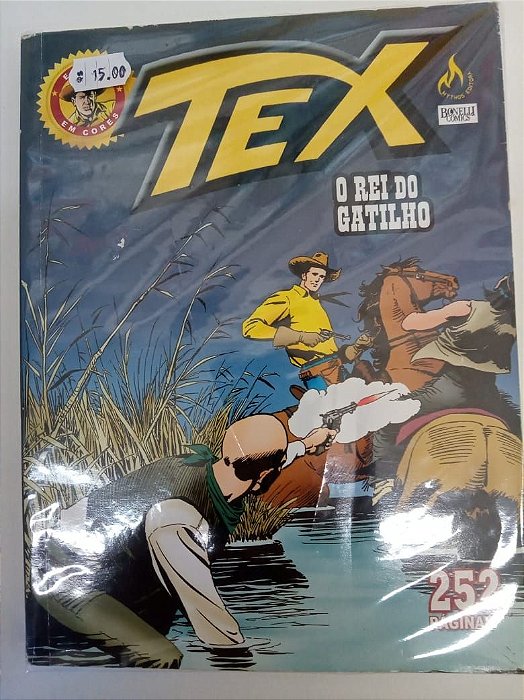 R$ 15.00
EM CORES
TEX
MYTHOS EDITORA
BONELLI
COMICS
O REI DO
GATILHO
252
PÁGINAS